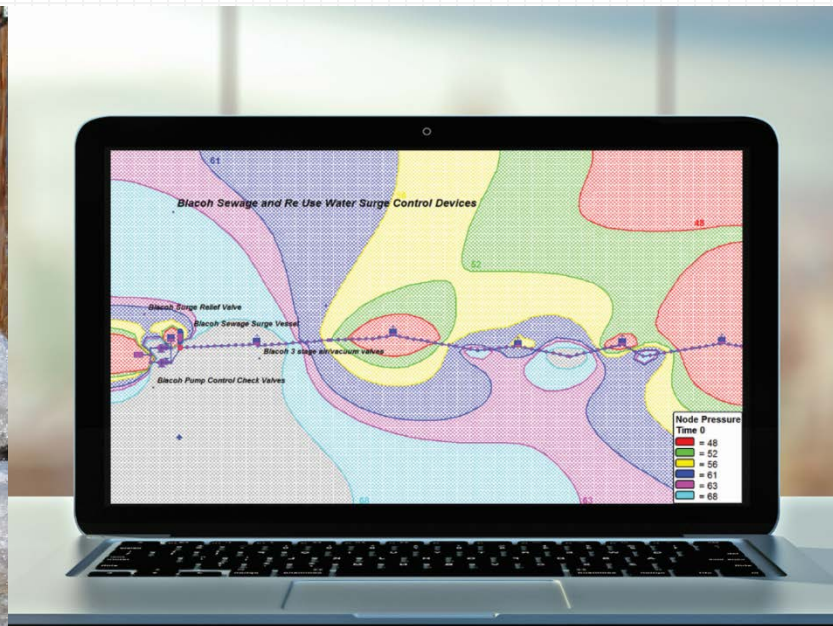 61
Blacoh Sewage and Re Use Water Surge Control Devices
48
52
Blacoh Surge Relief Valve
Blacoh Sewage Surge Vessel
Blacoh 3 stage air/vacuum valves
Blacoh Pump Control Check Valves
Node Pressure
Time 0
= 48
= 52
= 56
= 61
= 63
= 68
68
63